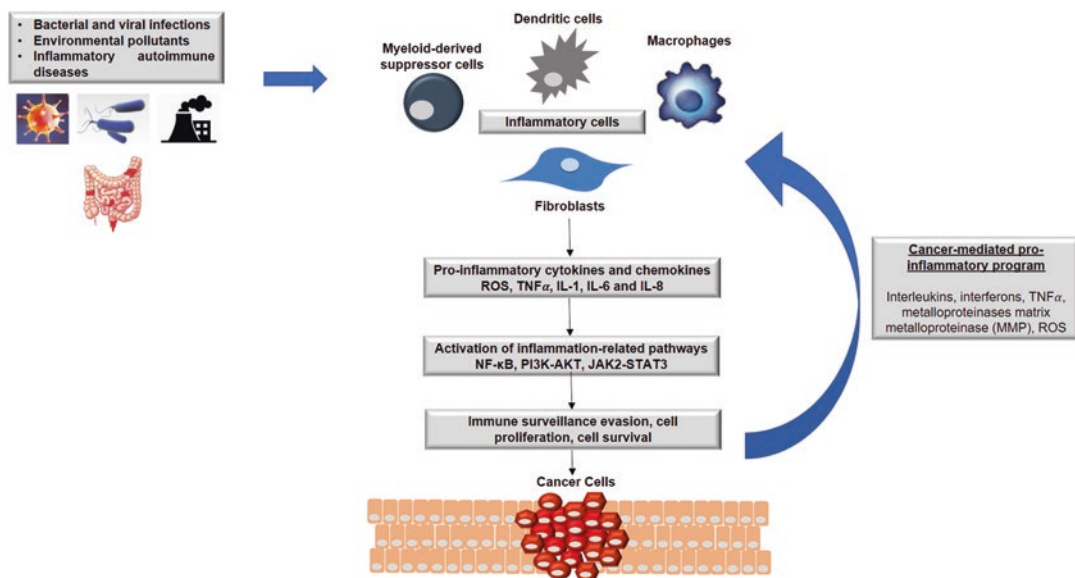 • Bacterial and viral infections
• Environmental pollutants
• Inflammatory autoimmune
diseases
Dendritic cells
Myeloid-derived
suppressor cells
Macrophages
Inflammatory cells
Fibroblasts
Pro-inflammatory cytokines and chemokines
ROS, TNFα, IL-1, IL-6 and IL-8
Activation of inflammation-related pathways
NF-κB, PI3K-AKT, JAK2-STAT3
Immune surveillance evasion, cell
proliferation, cell survival
Cancer Cells
Cancer-mediated pro-
inflammatory program
Interleukins, interferons, TNFα,
metalloproteinases matrix
metalloproteinase (MMP), ROS